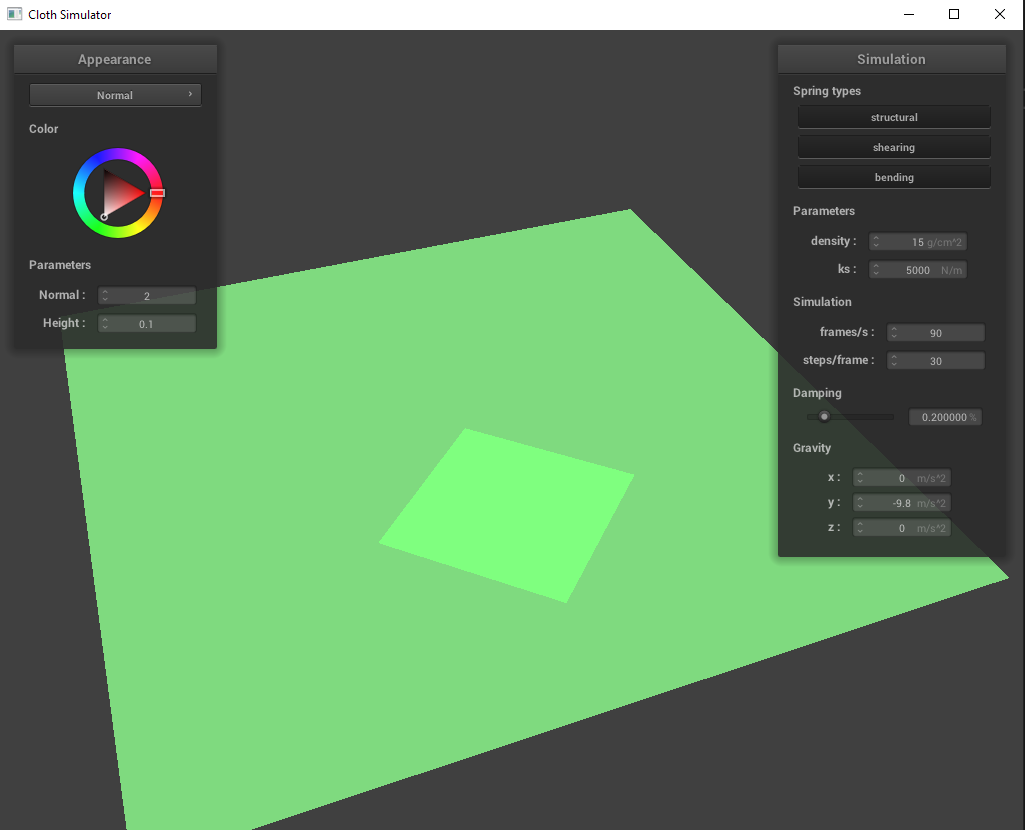 Cloth Simulator
Appearance
Normal
Color
Parameters
Normal : 2
Height : 0.1
Simulation
Spring types
structural
shearing
bending
Parameters
density : 15 g/cm^2
ks : 5000 N/m
Simulation
frames/s : 90
steps/frame : 30
Damping
0.200000 %
Gravity
x : 0 m/s^2
y : -9.8 m/s^2
z : 0 m/s^2